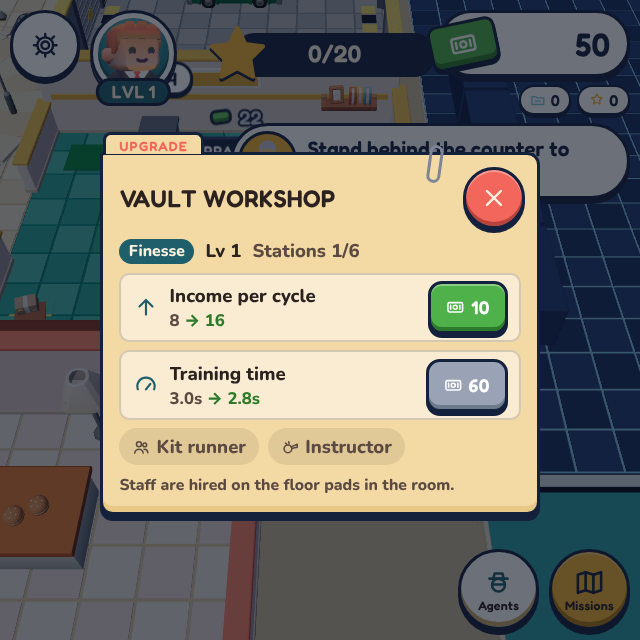 0/20
50
LVL 1
0
0
22
Stand behind the counter to
UPGRADE
VAULT WORKSHOP
Finesse Lv 1 Stations 1/6
Income per cycle
8 → 16
10
Training time
3.0s → 2.8s
60
Kit runner Instructor
Staff are hired on the floor pads in the room.
Agents
Missions